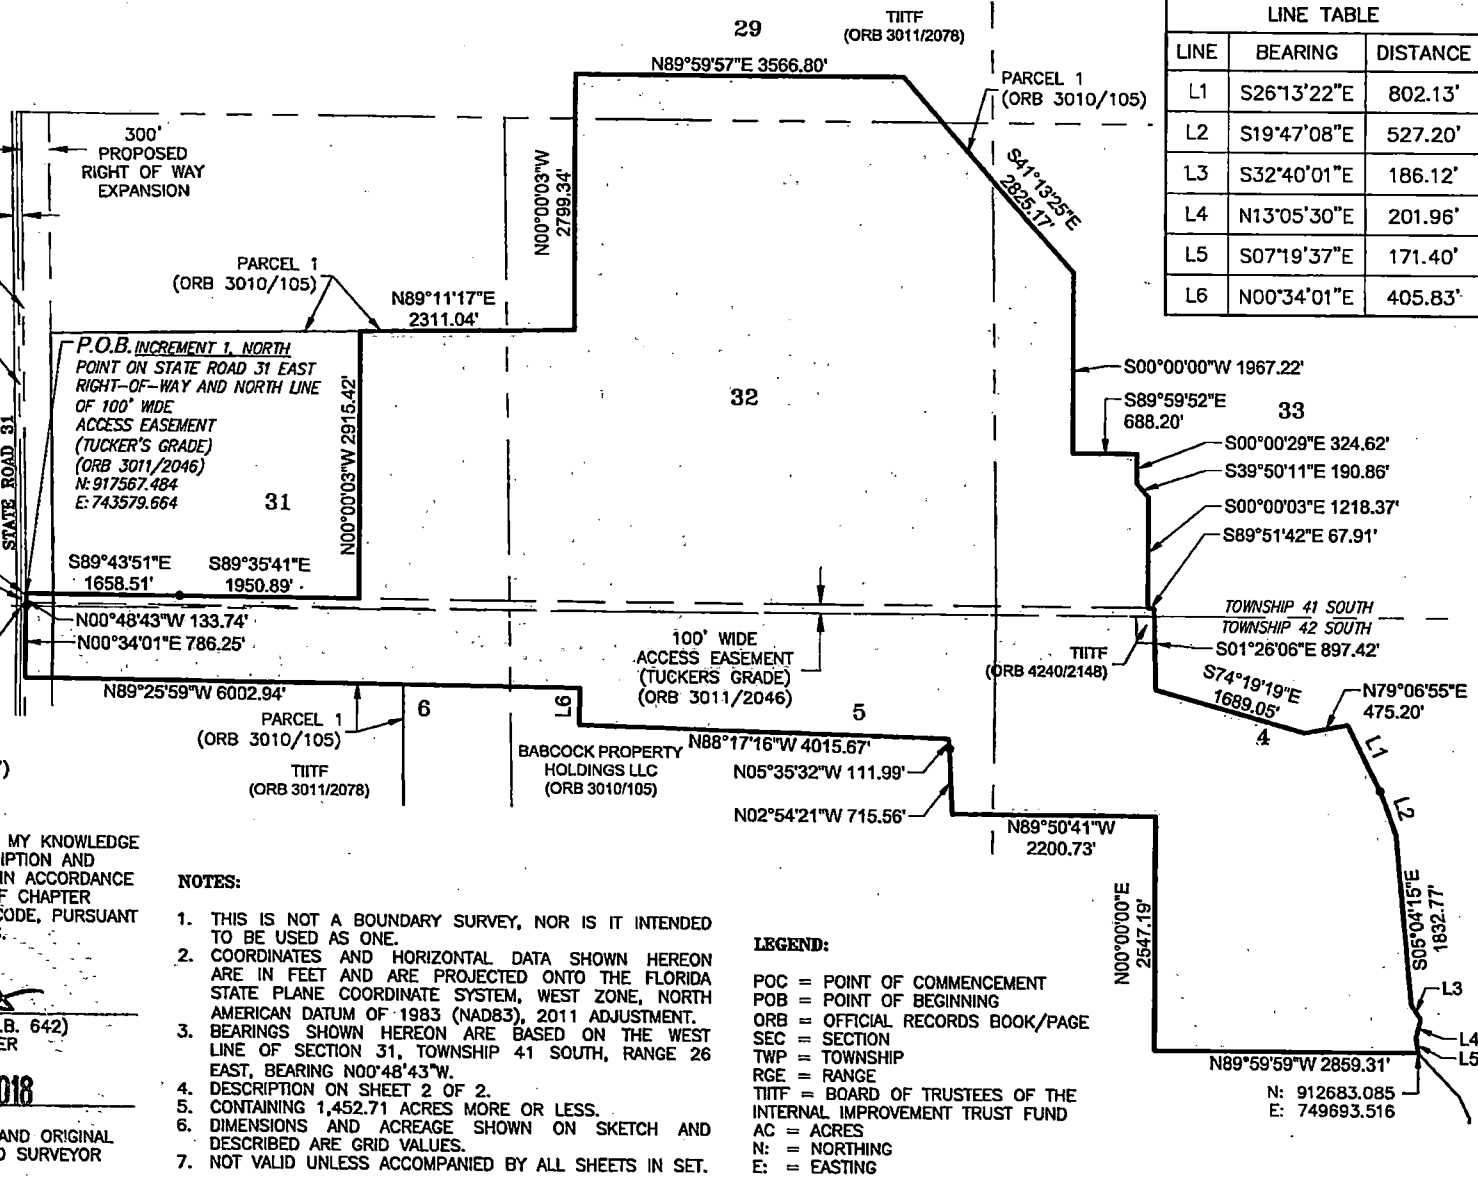 29
TIITF
(ORB 3011/2078)
N89°59'57"E 3566.80'
PARCEL 1
(ORB 3010/105)
LINE TABLE
LINE BEARING DISTANCE
L1 S26°13'22"E 802.13'
L2 S19°47'08"E 527.20'
L3 S32°40'01"E 186.12'
L4 N13°05'30"E 201.96'
L5 S07°19'37"E 171.40'
L6 N00°34'01"E 405.83'
300'
PROPOSED
RIGHT OF WAY
EXPANSION
N00°00'03"W
2799.34'
S41°13'25"E
2825.17'
PARCEL 1
(ORB 3010/105)
N89°11'17"E
2311.04'
P.O.B. INCREMENT 1, NORTH
POINT ON STATE ROAD 31 EAST
RIGHT-OF-WAY AND NORTH LINE
OF 100' WIDE
ACCESS EASEMENT
(TUCKER'S GRADE)
(ORB 3011/2046)
N: 917567.484
E: 743579.664
STATE ROAD 31
31
N00°00'03"W 2915.42'
32
S00°00'00"W 1967.22'
S89°59'52"E
688.20'
33
S00°00'29"E 324.62'
S39°50'11"E 190.86'
S00°00'03"E 1218.37'
S89°51'42"E 67.91'
S89°43'51"E
1658.51'
S89°35'41"E
1950.89'
N00°48'43"W 133.74'
N00°34'01"E 786.25'
TOWNSHIP 41 SOUTH
TOWNSHIP 42 SOUTH
S01°26'06"E 897.42'
100' WIDE
ACCESS EASEMENT
(TUCKERS GRADE)
(ORB 3011/2046)
TIITF
(ORB 4240/2148)
N89°25'59"W 6002.94'
PARCEL 1
(ORB 3010/105)
6
L6
5
S74°19'19"E
1689.05'
4
N79°06'55"E
475.20'
L1
L2
TIITF
(ORB 3011/2078)
BABCOCK PROPERTY
HOLDINGS LLC
(ORB 3010/105)
N88°17'16"W 4015.67'
N05°35'32"W 111.99'
N02°54'21"W 715.56'
N89°50'41"W
2200.73'
N00°00'00"E
2547.19'
S05°04'15"E
1832.77'
L3
L4
L5
N89°59'59"W 2859.31'
N: 912683.085
E: 749693.516
')
MY KNOWLEDGE
IPTION AND
IN ACCORDANCE
F CHAPTER
CODE, PURSUANT
.B. 642)
ER
018
AND ORIGINAL
D SURVEYOR
NOTES:
1. THIS IS NOT A BOUNDARY SURVEY, NOR IS IT INTENDED
TO BE USED AS ONE.
2. COORDINATES AND HORIZONTAL DATA SHOWN HEREON
ARE IN FEET AND ARE PROJECTED ONTO THE FLORIDA
STATE PLANE COORDINATE SYSTEM, WEST ZONE, NORTH
AMERICAN DATUM OF 1983 (NAD83), 2011 ADJUSTMENT.
3. BEARINGS SHOWN HEREON ARE BASED ON THE WEST
LINE OF SECTION 31, TOWNSHIP 41 SOUTH, RANGE 26
EAST, BEARING N00°48'43"W.
4. DESCRIPTION ON SHEET 2 OF 2.
5. CONTAINING 1,452.71 ACRES MORE OR LESS.
6. DIMENSIONS AND ACREAGE SHOWN ON SKETCH AND
DESCRIBED ARE GRID VALUES.
7. NOT VALID UNLESS ACCOMPANIED BY ALL SHEETS IN SET.
LEGEND:
POC = POINT OF COMMENCEMENT
POB = POINT OF BEGINNING
ORB = OFFICIAL RECORDS BOOK/PAGE
SEC = SECTION
TWP = TOWNSHIP
RGE = RANGE
TIITF = BOARD OF TRUSTEES OF THE
INTERNAL IMPROVEMENT TRUST FUND
AC = ACRES
N: = NORTHING
E: = EASTING